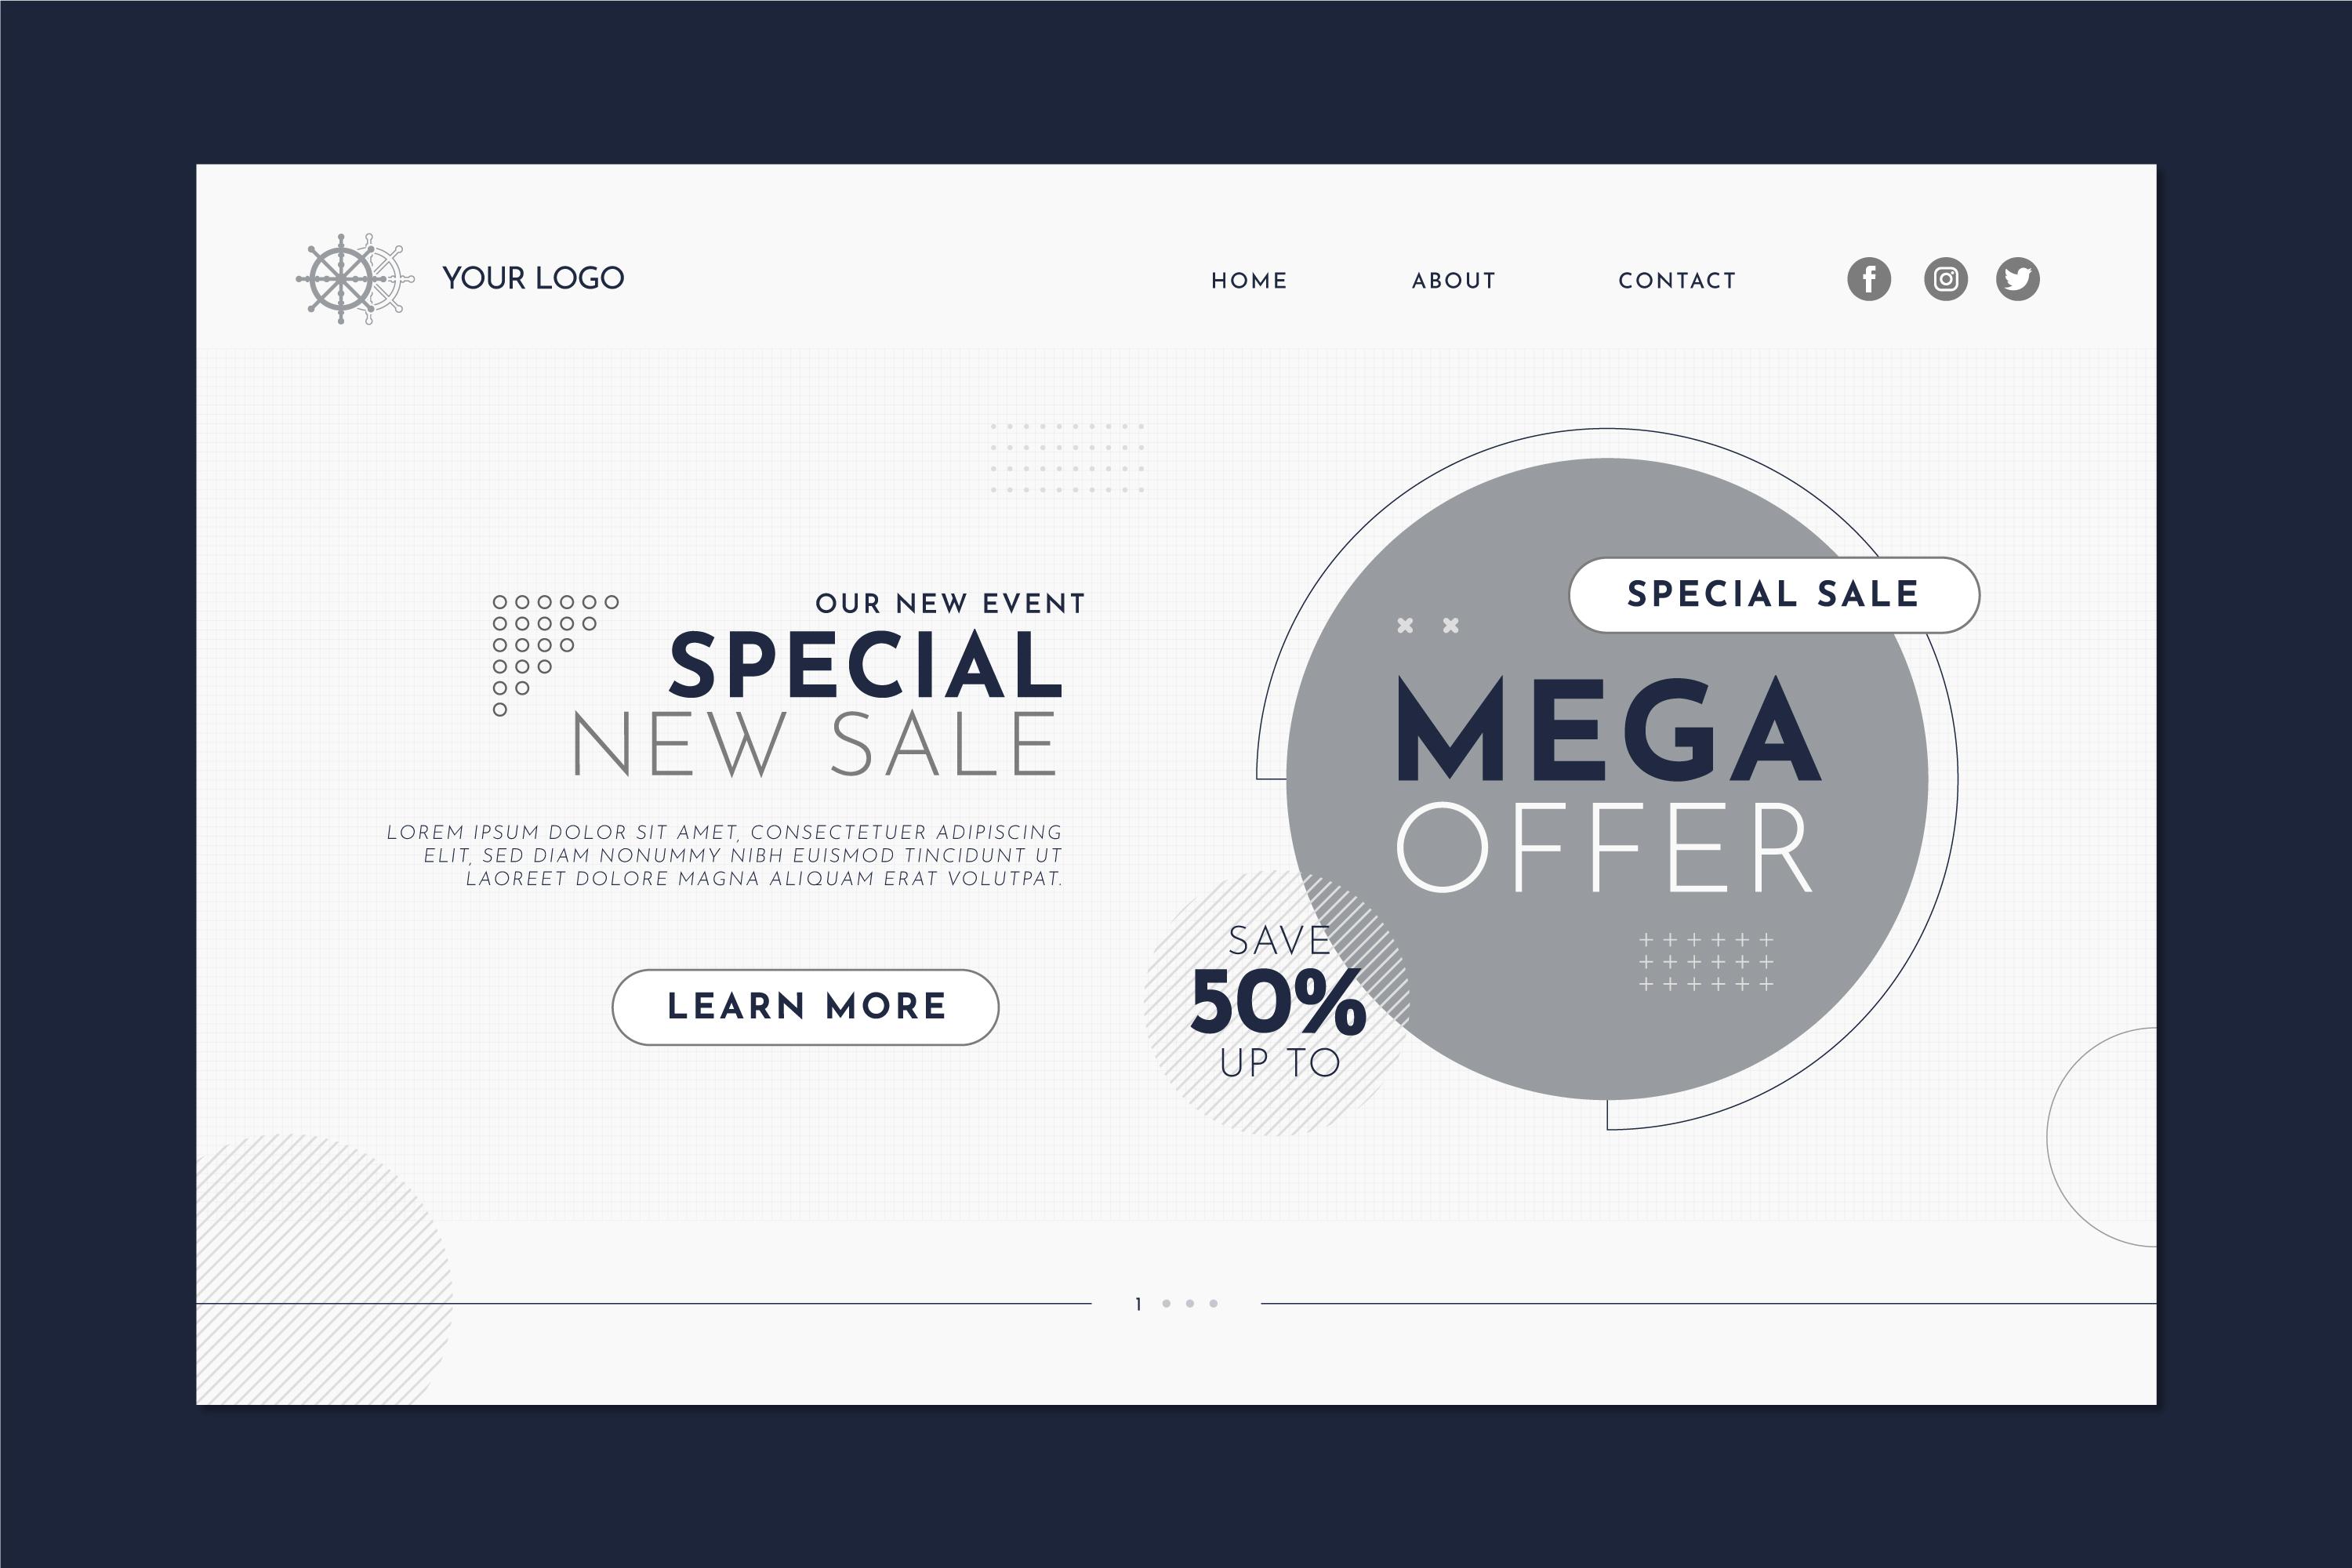 YOUR LOGO
HOME
ABOUT
CONTACT
OUR NEW EVENT
SPECIAL
NEW SALE
LOREM IPSUM DOLOR SIT AMET, CONSECTETUER ADIPISCING
ELIT, SED DIAM NONUMMY NIBH EUISMOD TINCIDUNT UT
LAOREET DOLORE MAGNA ALIQUAM ERAT VOLUTPAT.
LEARN MORE
SPECIAL SALE
MEGA
OFFER
SAVE
50%
UP TO
1